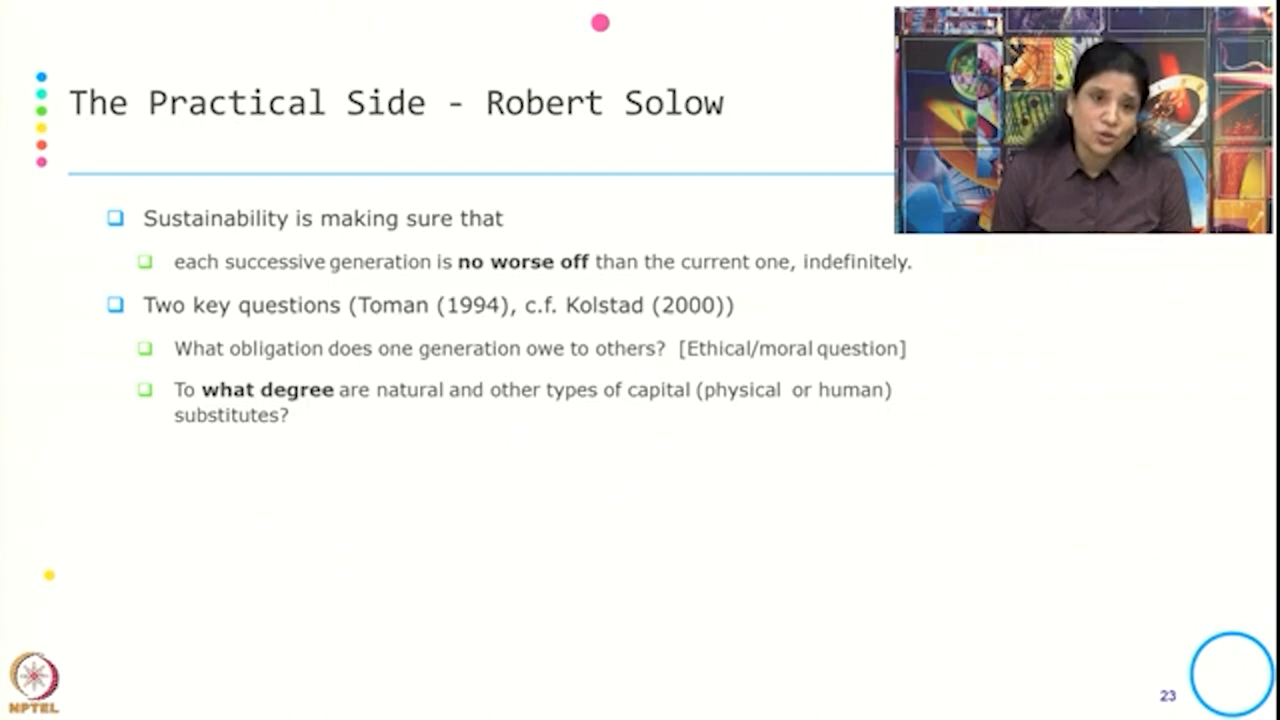 The Practical Side - Robert Solow
Sustainability is making sure that
each successive generation is no worse off than the current one, indefinitely.
Two key questions (Toman (1994), c.f. Kolstad (2000))
What obligation does one generation owe to others? [Ethical/moral question]
To what degree are natural and other types of capital (physical or human)
substitutes?
NPTEL
23